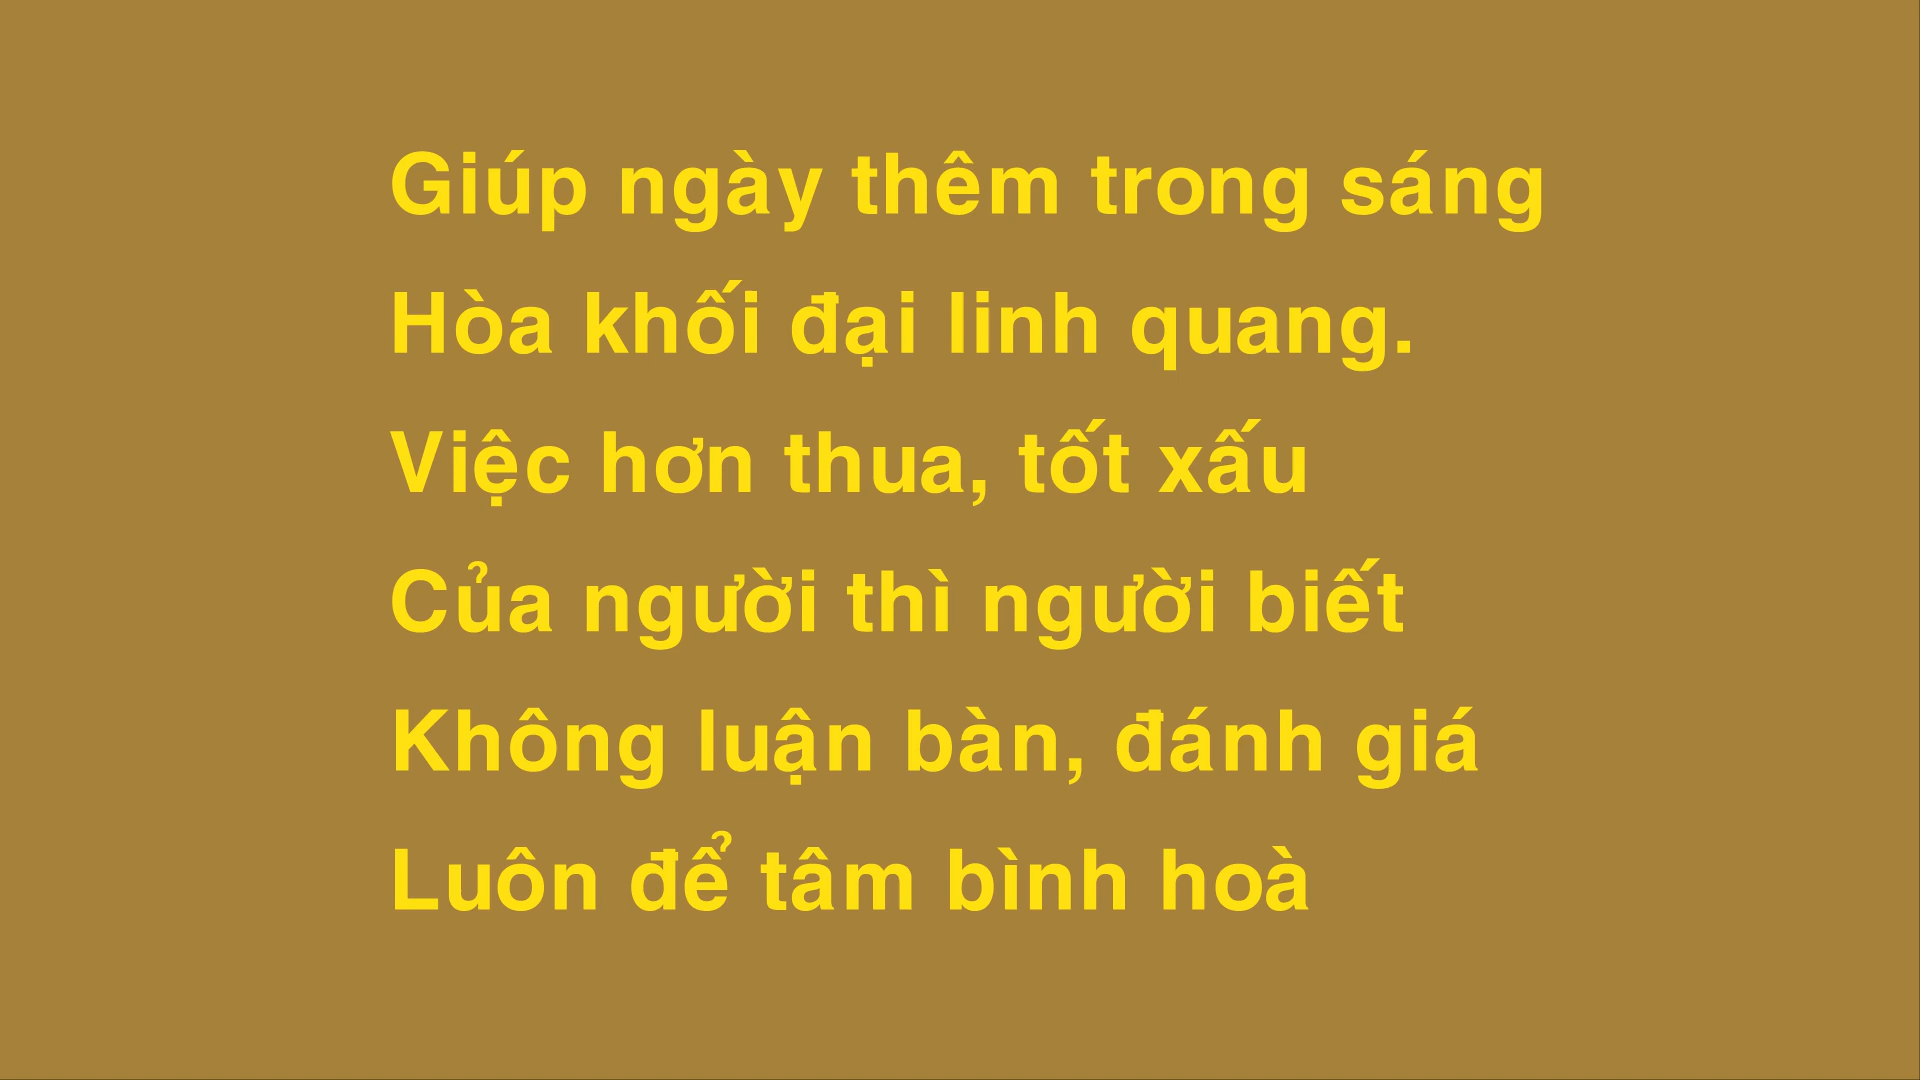 Giúp ngày thêm trong sáng
Hòa khối đại linh quang.
Việc hơn thua, tốt xấu
Của người thì người biết
Không luận bàn, đánh giá
Luôn để tâm bình hoà